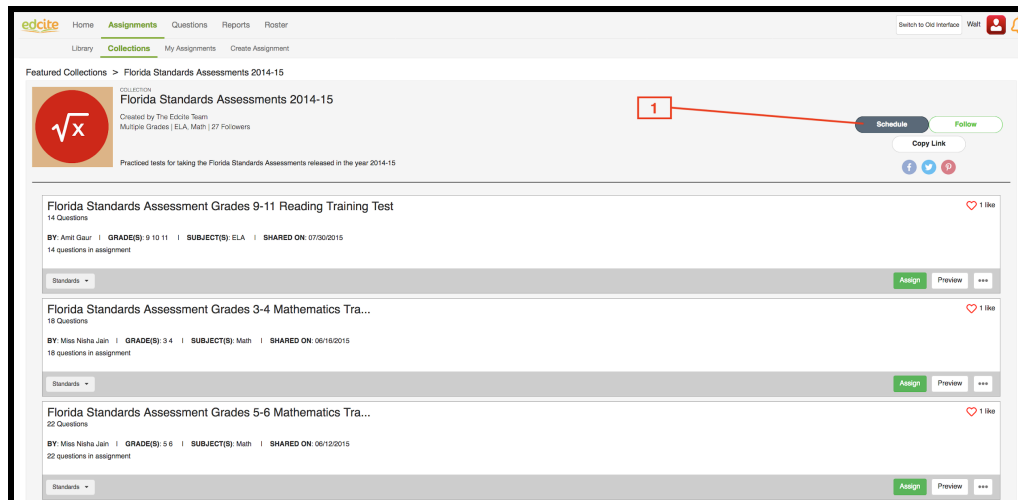 edcite Home Assignments Questions Reports Roster Switch to Old Interface Walt
Library Collections My Assignments Create Assignment
Featured Collections > Florida Standards Assessments 2014-15
COLLECTION
Florida Standards Assessments 2014-15
Created by The Edcite Team
Multiple Grades | ELA, Math | 27 Followers
Practiced tests for taking the Florida Standards Assessments released in the year 2014-15
√x
1
Schedule Follow
Copy Link
Florida Standards Assessment Grades 9-11 Reading Training Test 1 like
14 Questions
BY: Amit Gaur | GRADE(S): 9 10 11 | SUBJECT(S): ELA | SHARED ON: 07/30/2015
14 questions in assignment
Standards Assign Preview •••
Florida Standards Assessment Grades 3-4 Mathematics Tra... 1 like
18 Questions
BY: Miss Nisha Jain | GRADE(S): 3 4 | SUBJECT(S): Math | SHARED ON: 06/16/2015
18 questions in assignment
Standards Assign Preview •••
Florida Standards Assessment Grades 5-6 Mathematics Tra... 1 like
22 Questions
BY: Miss Nisha Jain | GRADE(S): 5 6 | SUBJECT(S): Math | SHARED ON: 06/12/2015
22 questions in assignment
Standards Assign Preview •••